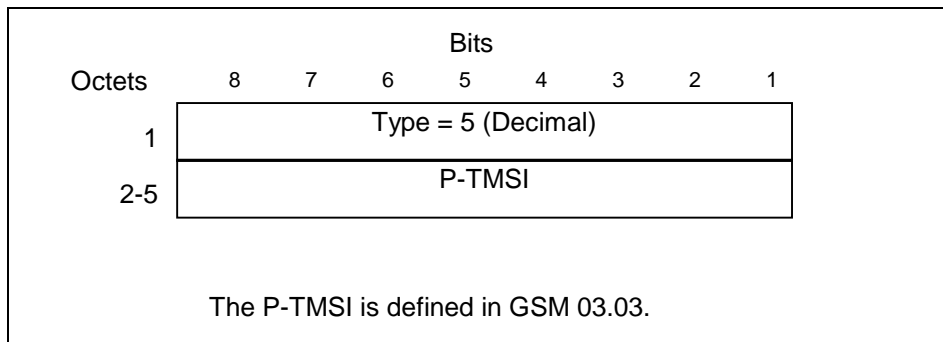 Bits
Octets 8 7 6 5 4 3 2 1
1 Type = 5 (Decimal)
2-5 P-TMSI
The P-TMSI is defined in GSM 03.03.